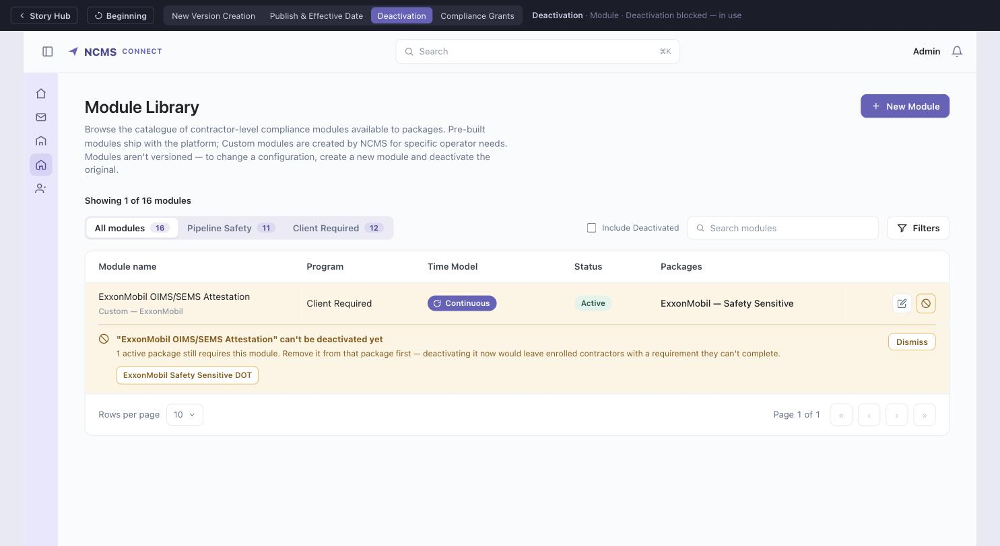 Story Hub
Beginning
New Version Creation
Publish & Effective Date
Deactivation
Compliance Grants
Deactivation · Module · Deactivation blocked — in use
NCMS CONNECT
Search
⌘K
Admin
Module Library
New Module
Browse the catalogue of contractor-level compliance modules available to packages. Pre-built
modules ship with the platform; Custom modules are created by NCMS for specific operator needs.
Modules aren't versioned — to change a configuration, create a new module and deactivate the
original.
Showing 1 of 16 modules
All modules 16
Pipeline Safety 11
Client Required 12
Include Deactivated
Search modules
Filters
Module name
Program
Time Model
Status
Packages
ExxonMobil OIMS/SEMS Attestation
Custom — ExxonMobil
Client Required
Continuous
Active
ExxonMobil — Safety Sensitive
"ExxonMobil OIMS/SEMS Attestation" can't be deactivated yet
1 active package still requires this module. Remove it from that package first — deactivating it now would leave enrolled contractors with a requirement they can't complete.
ExxonMobil Safety Sensitive DOT
Dismiss
Rows per page
10
Page 1 of 1
«
‹
›
»